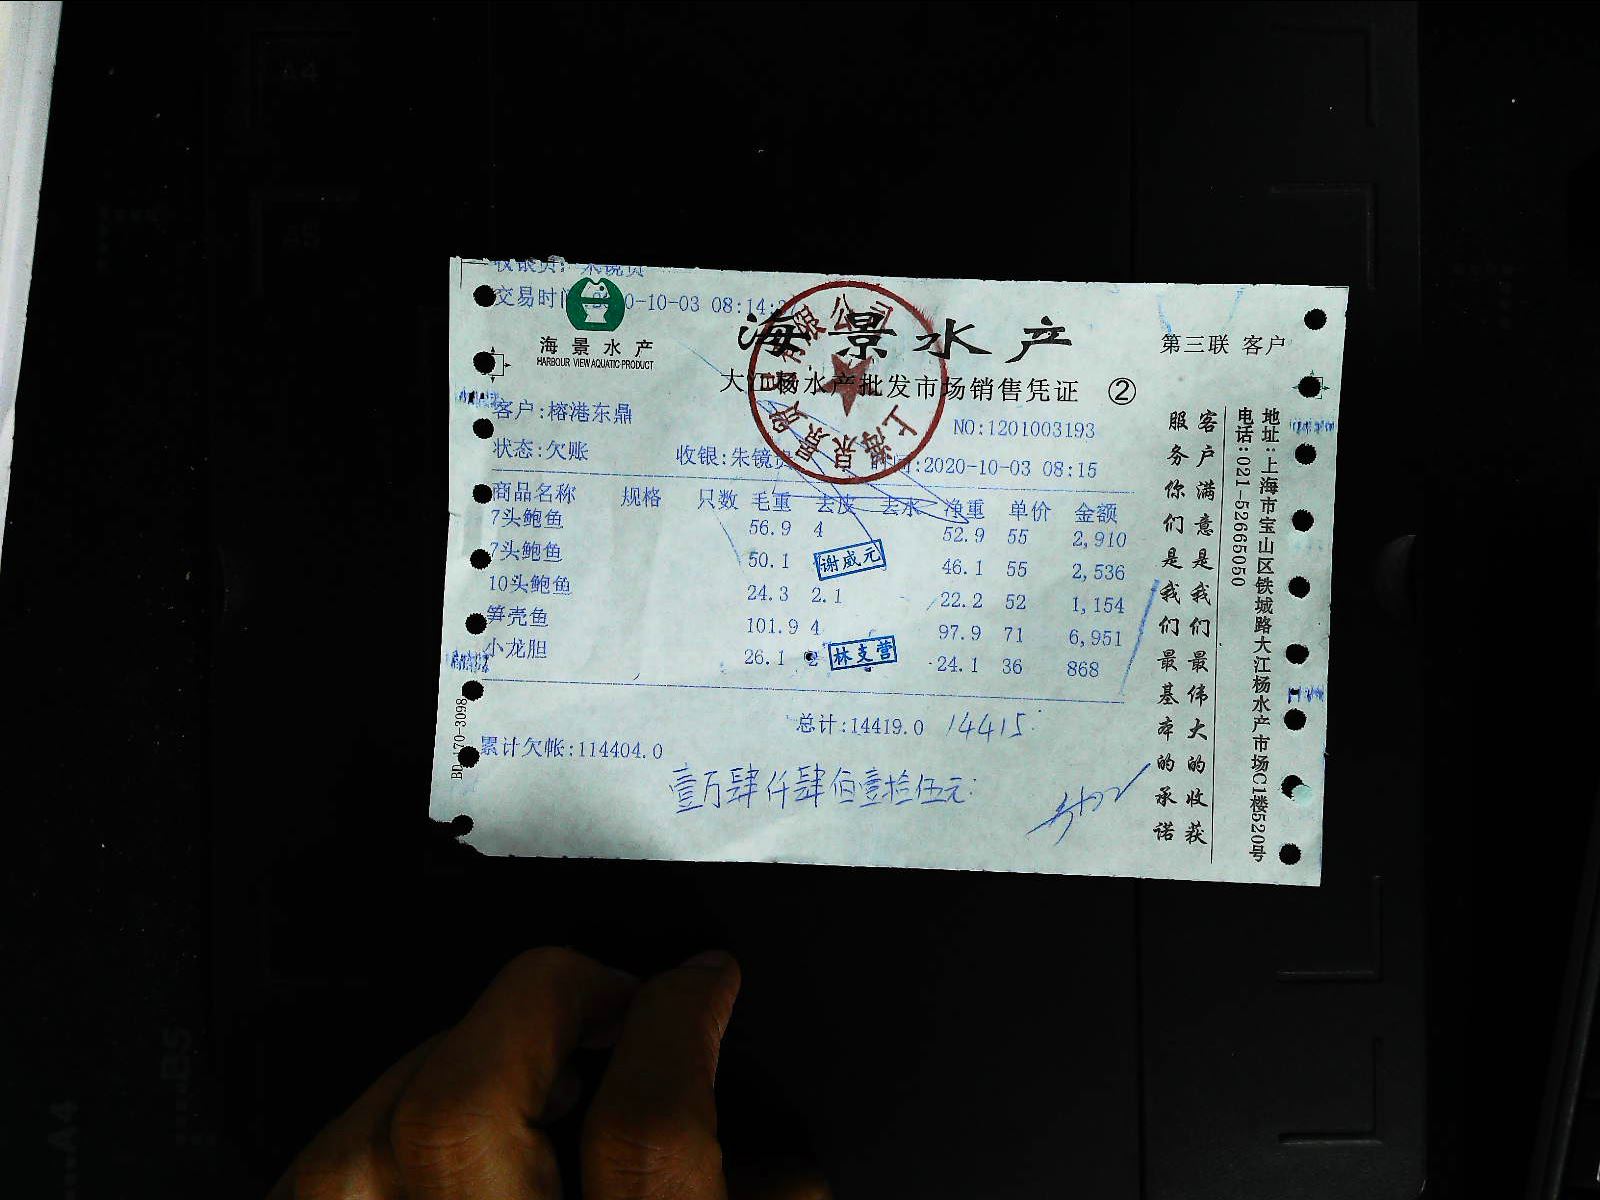 交易时间:2020-10-03 08:14:
海景水产
HARBOUR VIEW AQUATIC PRODUCT
海景水产
第三联 客户
大江杨水产批发市场销售凭证 ②
客户:榕港东鼎
NO:1201003193
状态:欠账 收银:朱镜贵 时间:2020-10-03 08:15
商品名称 规格 只数 毛重 去皮 去水 净重 单价 金额
7头鲍鱼 56.9 4 52.9 55 2,910
7头鲍鱼 50.1 46.1 55 2,536
谢威元
10头鲍鱼 24.3 2.1 22.2 52 1,154
笋壳鱼 101.9 4 97.9 71 6,951
小龙胆 26.1 2 24.1 36 868
林支营
总计:14419.0 14415
累计欠帐:114404.0
壹万肆仟肆佰壹拾伍元
客户满意是我们最伟大的收获
服务你们是我们最基本的承诺
地址:上海市宝山区铁城路大江杨水产市场C1楼520号
电话:021-52665050